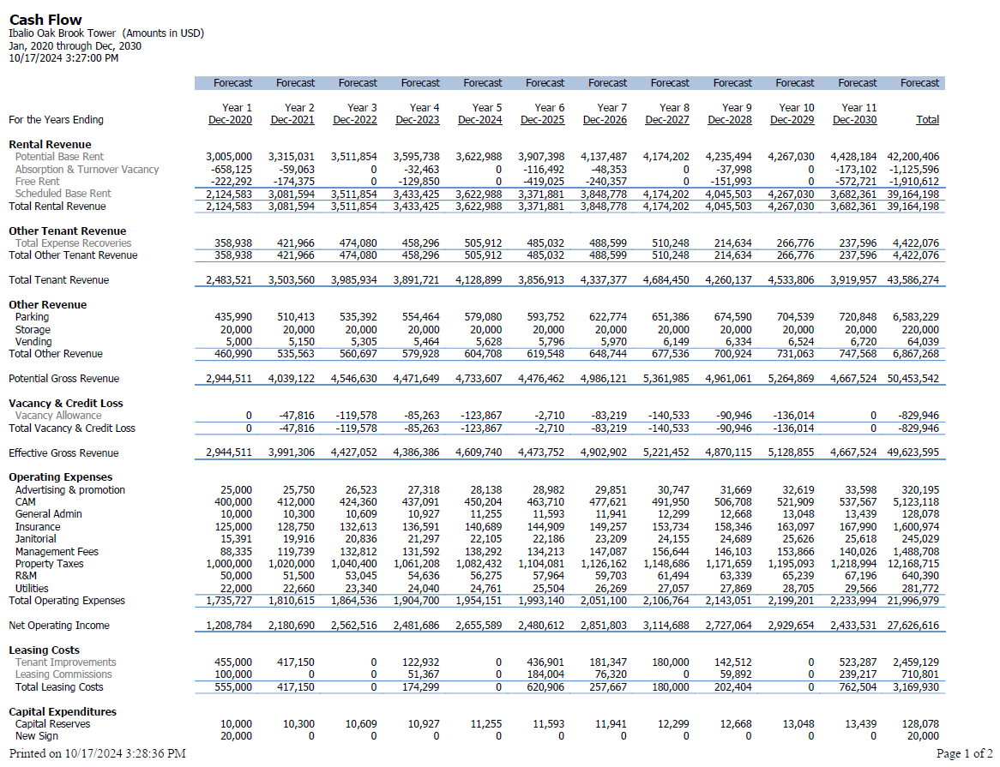 Cash Flow
Ibalio Oak Brook Tower (Amounts in USD)
Jan, 2020 through Dec, 2030
10/17/2024 3:27:00 PM
Forecast Forecast Forecast Forecast Forecast Forecast Forecast Forecast Forecast Forecast Forecast Forecast
Year 1 Year 2 Year 3 Year 4 Year 5 Year 6 Year 7 Year 8 Year 9 Year 10 Year 11
For the Years Ending Dec-2020 Dec-2021 Dec-2022 Dec-2023 Dec-2024 Dec-2025 Dec-2026 Dec-2027 Dec-2028 Dec-2029 Dec-2030 Total
Rental Revenue
Potential Base Rent 3,005,000 3,315,031 3,511,854 3,595,738 3,622,988 3,907,398 4,137,487 4,174,202 4,235,494 4,267,030 4,428,184 42,200,406
Absorption & Turnover Vacancy -658,125 -59,063 0 -32,463 0 -116,492 -48,353 0 -37,998 0 -173,102 -1,125,596
Free Rent -222,292 -174,375 0 -129,850 0 -419,025 -240,357 0 -151,993 0 -572,721 -1,910,612
Scheduled Base Rent 2,124,583 3,081,594 3,511,854 3,433,425 3,622,988 3,371,881 3,848,778 4,174,202 4,045,503 4,267,030 3,682,361 39,164,198
Total Rental Revenue 2,124,583 3,081,594 3,511,854 3,433,425 3,622,988 3,371,881 3,848,778 4,174,202 4,045,503 4,267,030 3,682,361 39,164,198
Other Tenant Revenue
Total Expense Recoveries 358,938 421,966 474,080 458,296 505,912 485,032 488,599 510,248 214,634 266,776 237,596 4,422,076
Total Other Tenant Revenue 358,938 421,966 474,080 458,296 505,912 485,032 488,599 510,248 214,634 266,776 237,596 4,422,076
Total Tenant Revenue 2,483,521 3,503,560 3,985,934 3,891,721 4,128,899 3,856,913 4,337,377 4,684,450 4,260,137 4,533,806 3,919,957 43,586,274
Other Revenue
Parking 435,990 510,413 535,392 554,464 579,080 593,752 622,774 651,386 674,590 704,539 720,848 6,583,229
Storage 20,000 20,000 20,000 20,000 20,000 20,000 20,000 20,000 20,000 20,000 20,000 220,000
Vending 5,000 5,150 5,305 5,464 5,628 5,796 5,970 6,149 6,334 6,524 6,720 64,039
Total Other Revenue 460,990 535,563 560,697 579,928 604,708 619,548 648,744 677,536 700,924 731,063 747,568 6,867,268
Potential Gross Revenue 2,944,511 4,039,122 4,546,630 4,471,649 4,733,607 4,476,462 4,986,121 5,361,985 4,961,061 5,264,869 4,667,524 50,453,542
Vacancy & Credit Loss
Vacancy Allowance 0 -47,816 -119,578 -85,263 -123,867 -2,710 -83,219 -140,533 -90,946 -136,014 0 -829,946
Total Vacancy & Credit Loss 0 -47,816 -119,578 -85,263 -123,867 -2,710 -83,219 -140,533 -90,946 -136,014 0 -829,946
Effective Gross Revenue 2,944,511 3,991,306 4,427,052 4,386,386 4,609,740 4,473,752 4,902,902 5,221,452 4,870,115 5,128,855 4,667,524 49,623,595
Operating Expenses
Advertising & promotion 25,000 25,750 26,523 27,318 28,138 28,982 29,851 30,747 31,669 32,619 33,598 320,195
CAM 400,000 412,000 424,360 437,091 450,204 463,710 477,621 491,950 506,708 521,909 537,567 5,123,118
General Admin 10,000 10,300 10,609 10,927 11,255 11,593 11,941 12,299 12,668 13,048 13,439 128,078
Insurance 125,000 128,750 132,613 136,591 140,689 144,909 149,257 153,734 158,346 163,097 167,990 1,600,974
Janitorial 15,391 19,916 20,836 21,297 22,105 22,186 23,209 24,155 24,689 25,626 25,618 245,029
Management Fees 88,335 119,739 132,812 131,592 138,292 134,213 147,087 156,644 146,103 153,866 140,026 1,488,708
Property Taxes 1,000,000 1,020,000 1,040,400 1,061,208 1,082,432 1,104,081 1,126,162 1,148,686 1,171,659 1,195,093 1,218,994 12,168,715
R&M 50,000 51,500 53,045 54,636 56,275 57,964 59,703 61,494 63,339 65,239 67,196 640,390
Utilities 22,000 22,660 23,340 24,040 24,761 25,504 26,269 27,057 27,869 28,705 29,566 281,772
Total Operating Expenses 1,735,727 1,810,615 1,864,536 1,904,700 1,954,151 1,993,140 2,051,100 2,106,764 2,143,051 2,199,201 2,233,994 21,996,979
Net Operating Income 1,208,784 2,180,690 2,562,516 2,481,686 2,655,589 2,480,612 2,851,803 3,114,688 2,727,064 2,929,654 2,433,531 27,626,616
Leasing Costs
Tenant Improvements 455,000 417,150 0 122,932 0 436,901 181,347 180,000 142,512 0 523,287 2,459,129
Leasing Commissions 100,000 0 0 51,367 0 184,004 76,320 0 59,892 0 239,217 710,801
Total Leasing Costs 555,000 417,150 0 174,299 0 620,906 257,667 180,000 202,404 0 762,504 3,169,930
Capital Expenditures
Capital Reserves 10,000 10,300 10,609 10,927 11,255 11,593 11,941 12,299 12,668 13,048 13,439 128,078
New Sign 20,000 0 0 0 0 0 0 0 0 0 0 20,000
Printed on 10/17/2024 3:28:36 PM Page 1 of 2